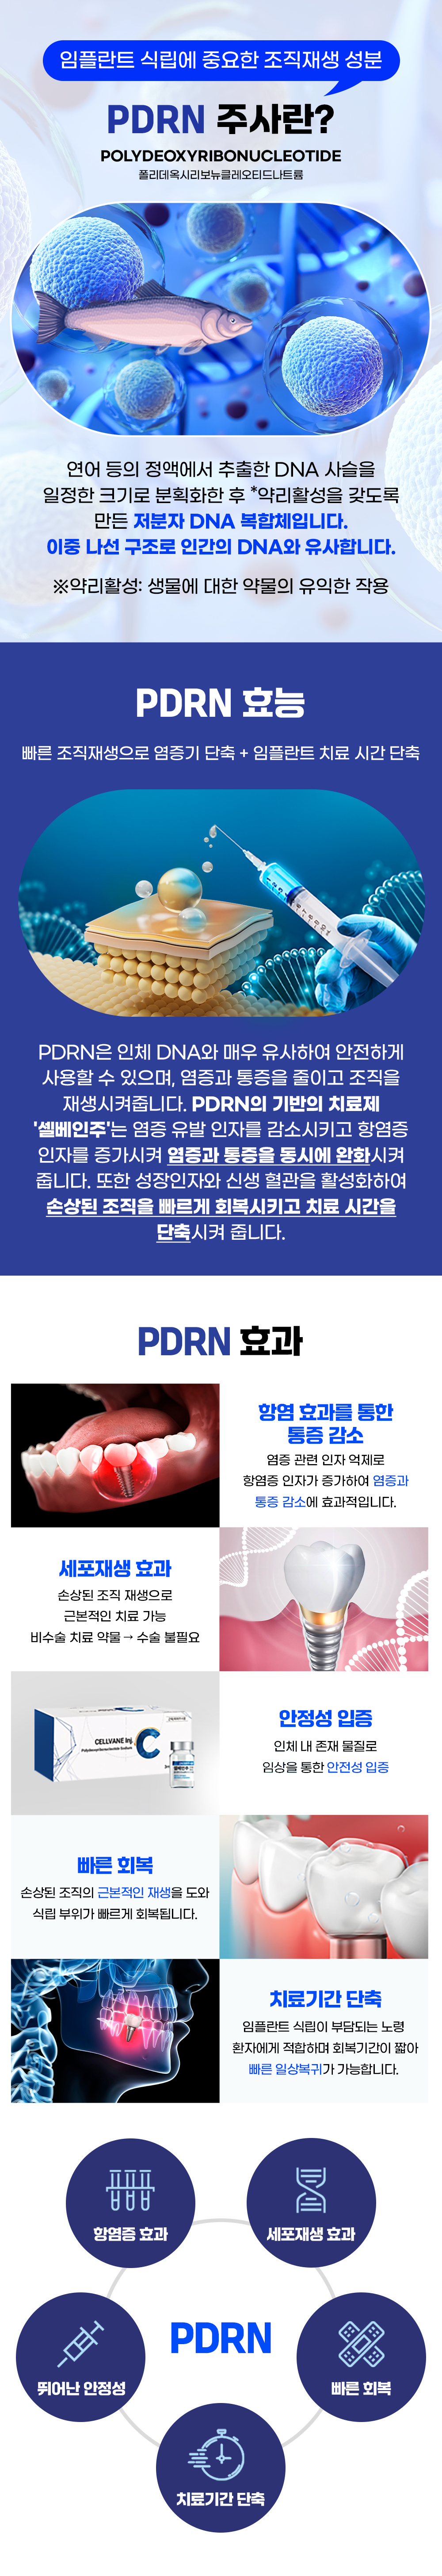 임플란트 식립에 중요한 조직재생 성분
PDRN 주사란?
POLYDEOXYRIBONUCLEOTIDE
폴리데옥시리보뉴클레오티드나트륨
연어 등의 정액에서 추출한 DNA 사슬을
일정한 크기로 분획화한 후 *약리활성을 갖도록
만든 저분자 DNA 복합체입니다.
이중 나선 구조로 인간의 DNA와 유사합니다.
※약리활성: 생물에 대한 약물의 유익한 작용
PDRN 효능
빠른 조직재생으로 염증기 단축 + 임플란트 치료 시간 단축
PDRN은 인체 DNA와 매우 유사하여 안전하게
사용할 수 있으며, 염증과 통증을 줄이고 조직을
재생시켜줍니다. PDRN의 기반의 치료제
'셀베인주'는 염증 유발 인자를 감소시키고 항염증
인자를 증가시켜 염증과 통증을 동시에 완화시켜
줍니다. 또한 성장인자와 신생 혈관을 활성화하여
손상된 조직을 빠르게 회복시키고 치료 시간을
단축시켜 줍니다.
PDRN 효과
항염 효과를 통한
통증 감소
염증 관련 인자 억제로
항염증 인자가 증가하여 염증과
통증 감소에 효과적입니다.
세포재생 효과
손상된 조직 재생으로
근본적인 치료 가능
비수술 치료 약물 → 수술 불필요
CELLVANE Inj.
C
안정성 입증
인체 내 존재 물질로
임상을 통한 안전성 입증
빠른 회복
손상된 조직의 근본적인 재생을 도와
식립 부위가 빠르게 회복됩니다.
치료기간 단축
임플란트 식립이 부담되는 노령
환자에게 적합하며 회복기간이 짧아
빠른 일상복귀가 가능합니다.
항염증 효과
세포재생 효과
PDRN
뛰어난 안정성
빠른 회복
치료기간 단축